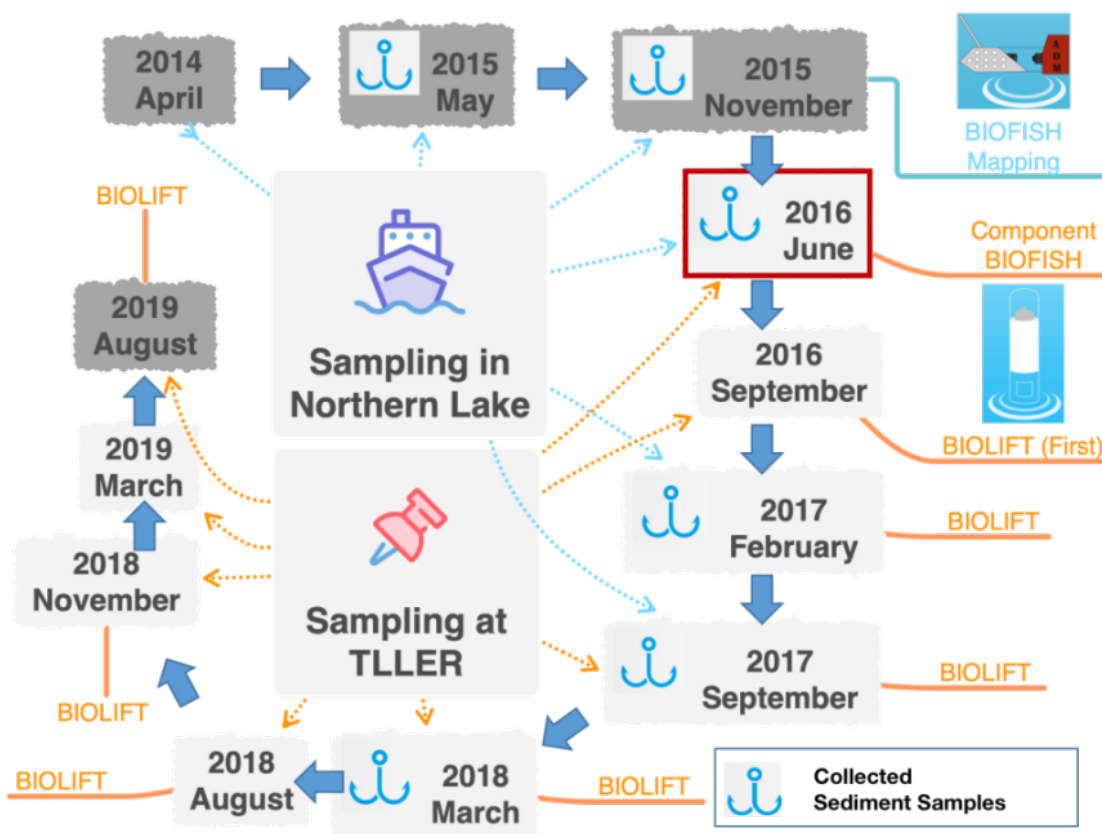 2014
April
2015
May
2015
November
ADM
BIOFISH
Mapping
BIOLIFT
2016
June
Component
BIOFISH
2019
August
Sampling in
Northern Lake
2016
September
BIOLIFT (First)
2019
March
2017
February
BIOLIFT
2018
November
Sampling at
TLLER
2017
September
BIOLIFT
BIOLIFT
2018
August
BIOLIFT
2018
March
BIOLIFT
Collected
Sediment Samples